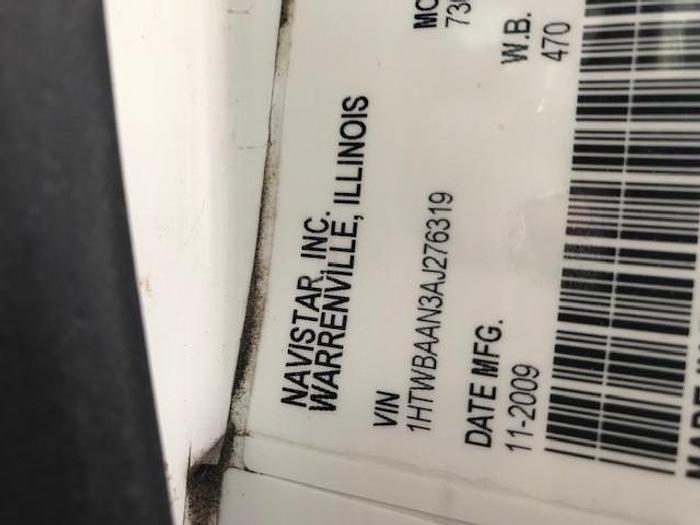 NAVISTAR, INC.
WARRENVILLE, ILLINOIS
VIN
1HTWBAAN3AJ276319
DATE MFG.
11-2009
W.B.
470